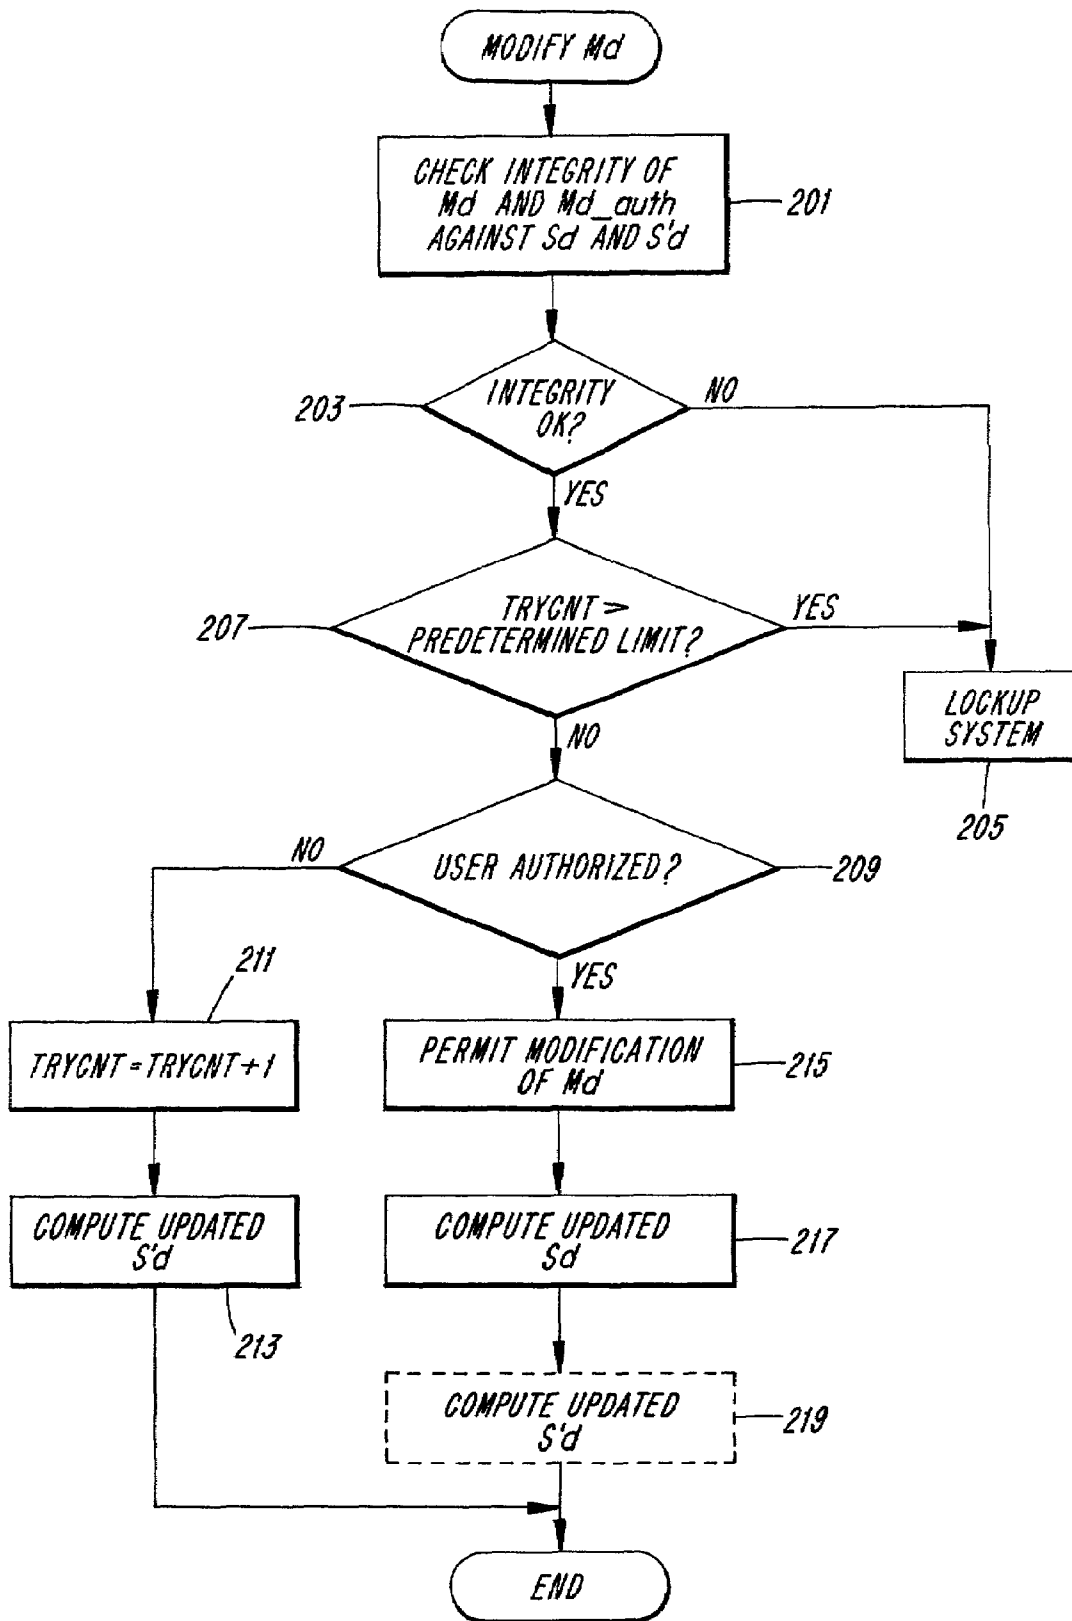 MODIFY Md
CHECK INTEGRITY OF
Md AND Md_auth
AGAINST Sd AND S'd
201
INTEGRITY
OK?
203
NO
YES
TRYCNT >
PREDETERMINED LIMIT?
207
YES
LOCKUP
SYSTEM
205
NO
USER AUTHORIZED?
209
NO
YES
211
TRYCNT = TRYCNT + 1
PERMIT MODIFICATION
OF Md
215
COMPUTE UPDATED
S'd
213
COMPUTE UPDATED
Sd
217
COMPUTE UPDATED
S'd
219
END